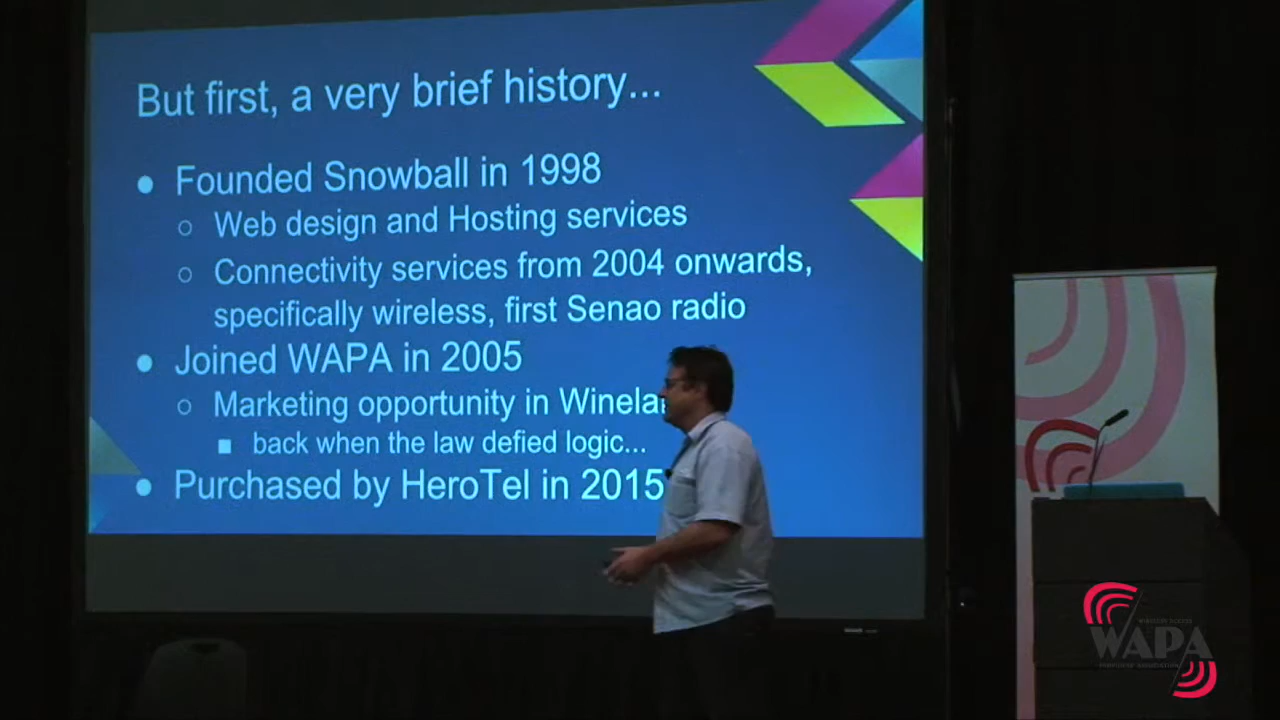 But first, a very brief history...
● Founded Snowball in 1998
○ Web design and Hosting services
○ Connectivity services from 2004 onwards,
specifically wireless, first Senao radio
● Joined WAPA in 2005
○ Marketing opportunity in
■ back when the law defied logic...
● Purchased by HeroTel in 2015
WAPA